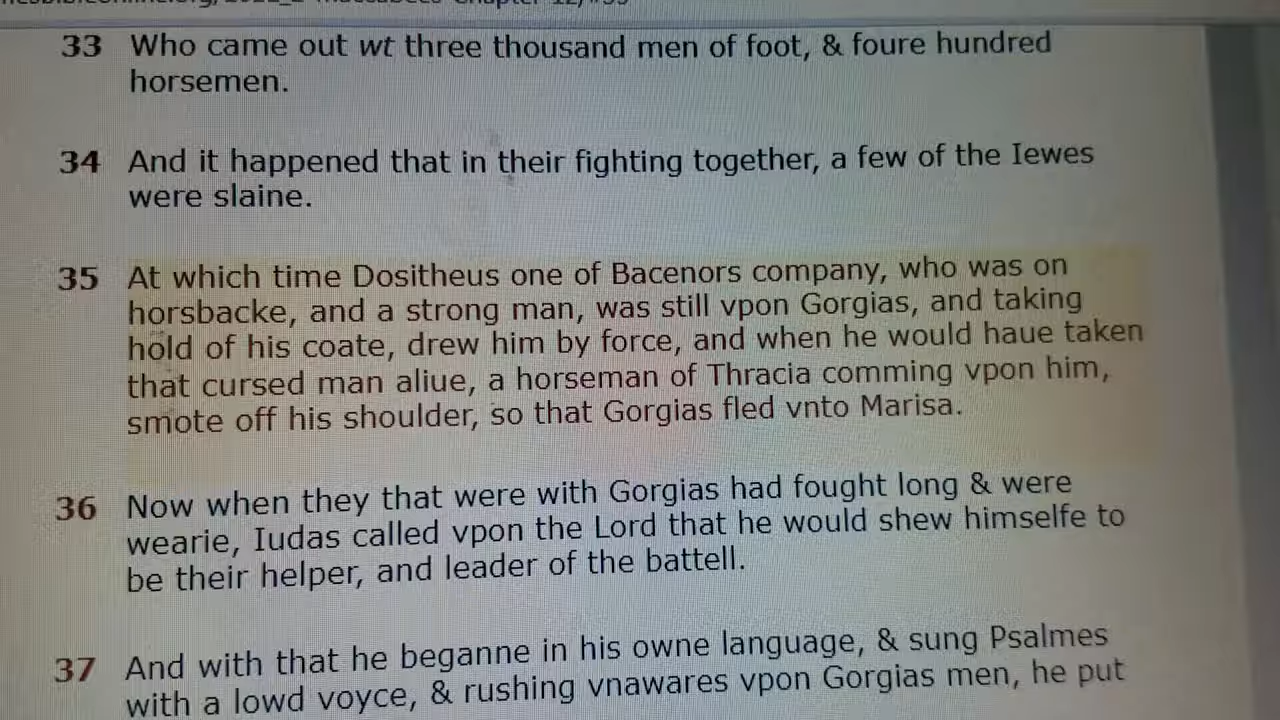 33 Who came out wt three thousand men of foot, & foure hundred
horsemen.
34 And it happened that in their fighting together, a few of the Iewes
were slaine.
35 At which time Dositheus one of Bacenors company, who was on
horsbacke, and a strong man, was still vpon Gorgias, and taking
hold of his coate, drew him by force, and when he would haue taken
that cursed man aliue, a horseman of Thracia comming vpon him,
smote off his shoulder, so that Gorgias fled vnto Marisa.
36 Now when they that were with Gorgias had fought long & were
wearie, Iudas called vpon the Lord that he would shew himselfe to
be their helper, and leader of the battell.
37 And with that he beganne in his owne language, & sung Psalmes
with a lowd voyce, & rushing vnawares vpon Gorgias men, he put